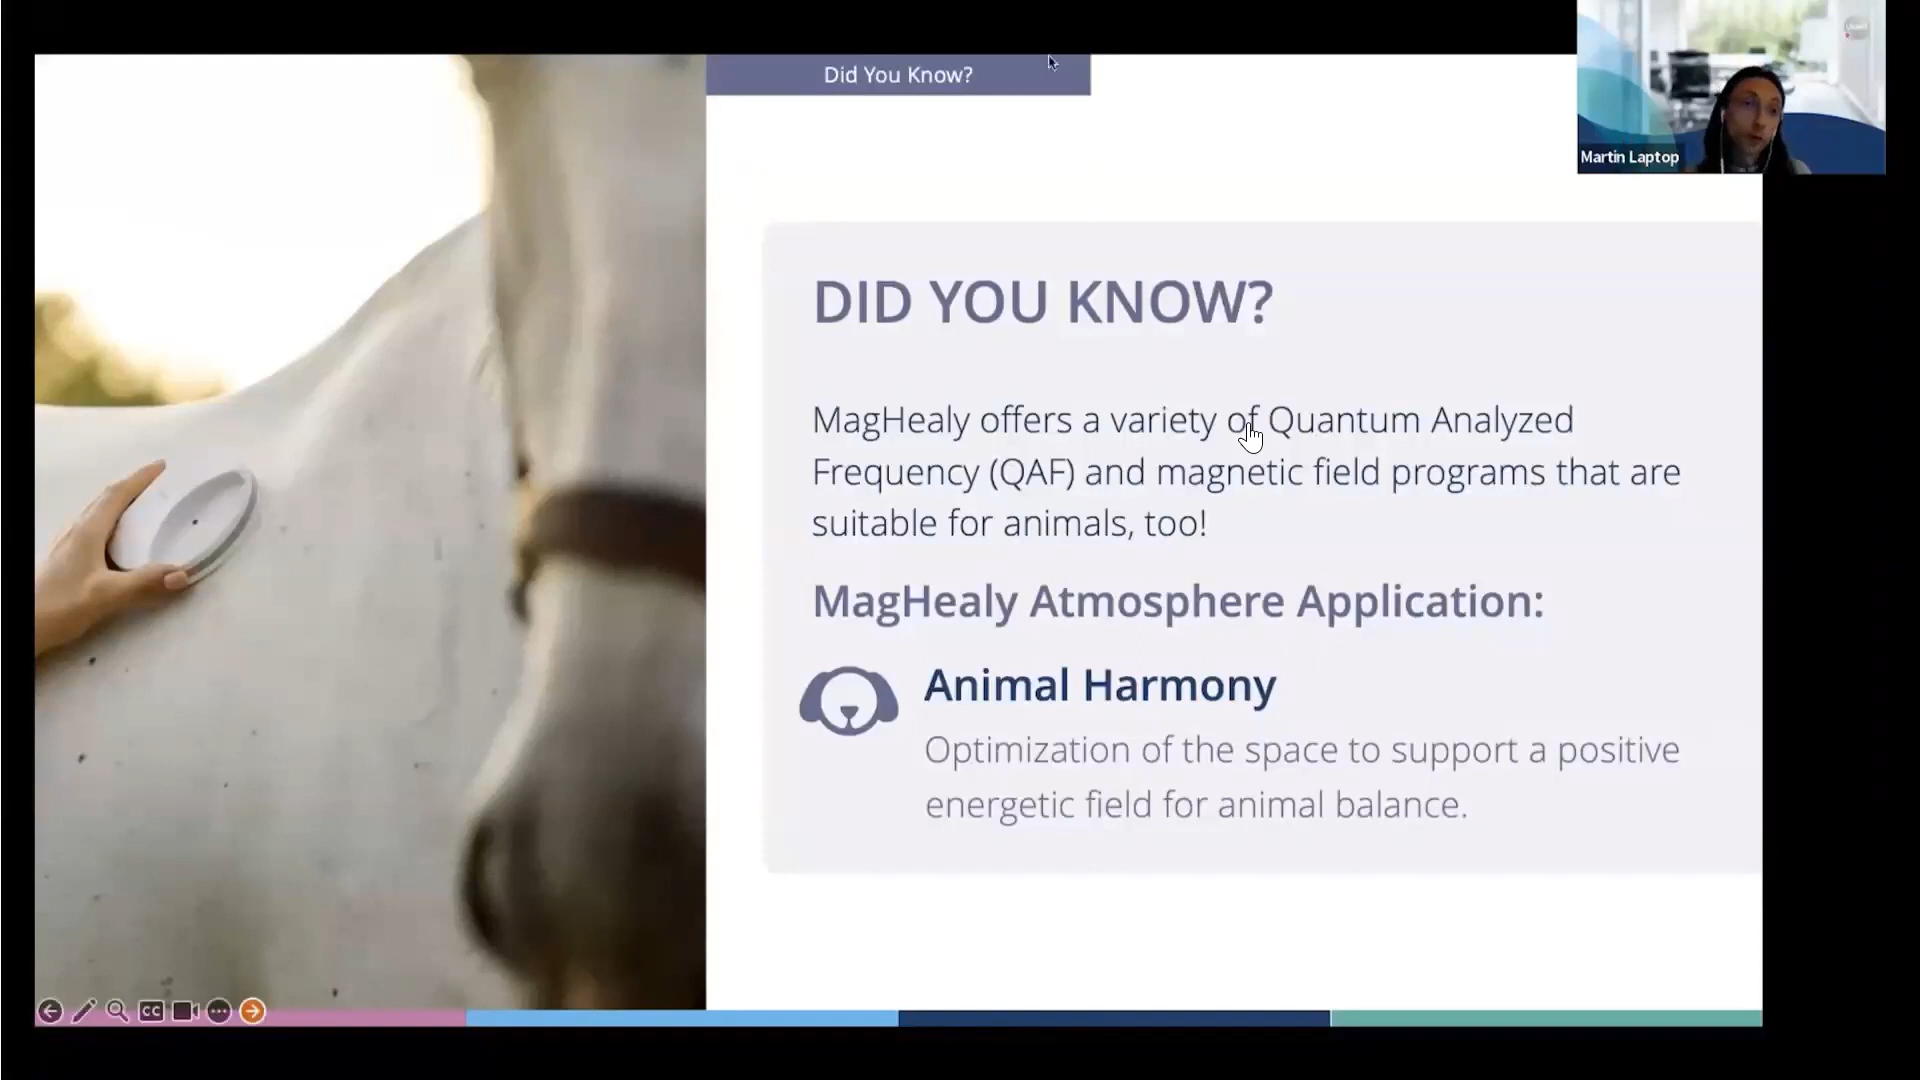 Did You Know?
Martin Laptop
DID YOU KNOW?
MagHealy offers a variety of Quantum Analyzed
Frequency (QAF) and magnetic field programs that are
suitable for animals, too!
MagHealy Atmosphere Application:
Animal Harmony
Optimization of the space to support a positive
energetic field for animal balance.
CC